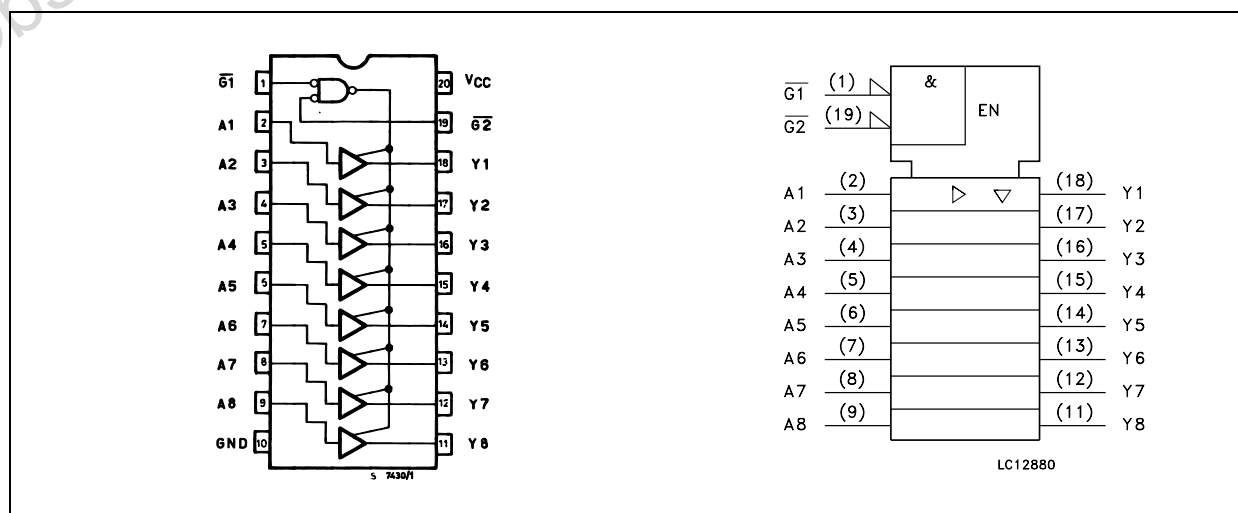 obs
G1 1 20 VCC
A1 2 19 G2
A2 3 18 Y1
A3 4 17 Y2
A4 5 16 Y3
A5 6 15 Y4
A6 7 14 Y5
A7 8 13 Y6
A8 9 12 Y7
GND 10 11 Y8
S 7430/1
G1 (1) &
G2 (19) EN
A1 (2) (18) Y1
A2 (3) (17) Y2
A3 (4) (16) Y3
A4 (5) (15) Y4
A5 (6) (14) Y5
A6 (7) (13) Y6
A7 (8) (12) Y7
A8 (9) (11) Y8
LC12880